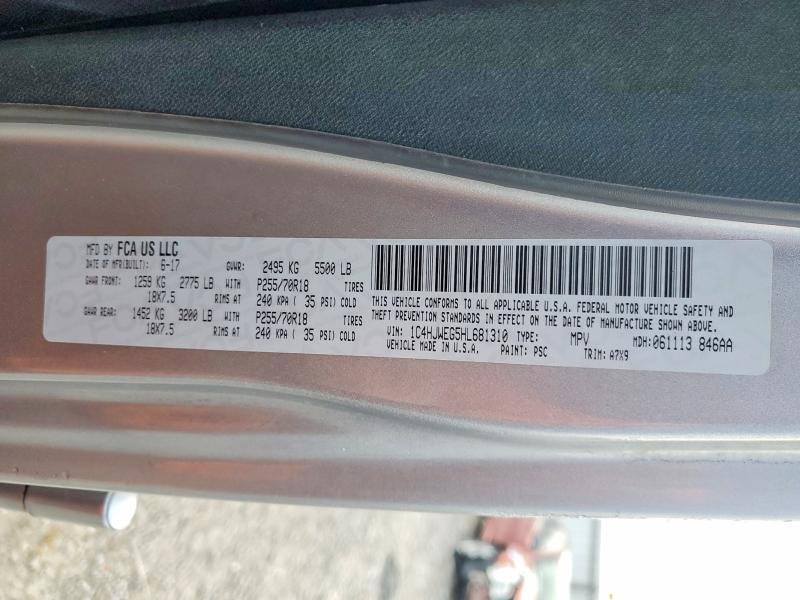 MFD BY FCA US LLC
DATE OF MFR(BUILT): 6-17 GVWR: 2495 KG 5500 LB
GAWR FRONT: 1259 KG 2775 LB WITH P255/70R18 TIRES
18X7.5 RIMS AT 240 KPA ( 35 PSI) COLD
GAWR REAR: 1452 KG 3200 LB WITH P255/70R18 TIRES
18X7.5 RIMS AT 240 KPA ( 35 PSI) COLD
THIS VEHICLE CONFORMS TO ALL APPLICABLE U.S.A. FEDERAL MOTOR VEHICLE SAFETY AND
THEFT PREVENTION STANDARDS IN EFFECT ON THE DATE OF MANUFACTURE SHOWN ABOVE.
VIN: 1C4HJWEG5HL681310 TYPE: MPV MDH: 061113 846AA
VEHICLE MADE IN U.S.A. PAINT: PSC TRIM: A7X9